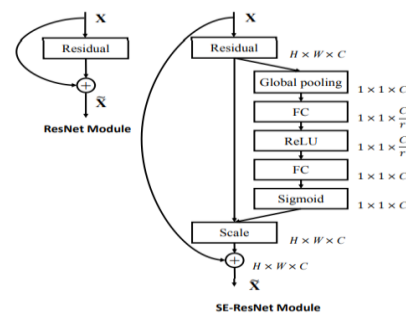 X
Residual
+
X̃
ResNet Module
X
Residual
H × W × C
Global pooling
1 × 1 × C
FC
1 × 1 × C/r
ReLU
1 × 1 × C/r
FC
1 × 1 × C
Sigmoid
1 × 1 × C
Scale
H × W × C
+
H × W × C
X̃
SE-ResNet Module